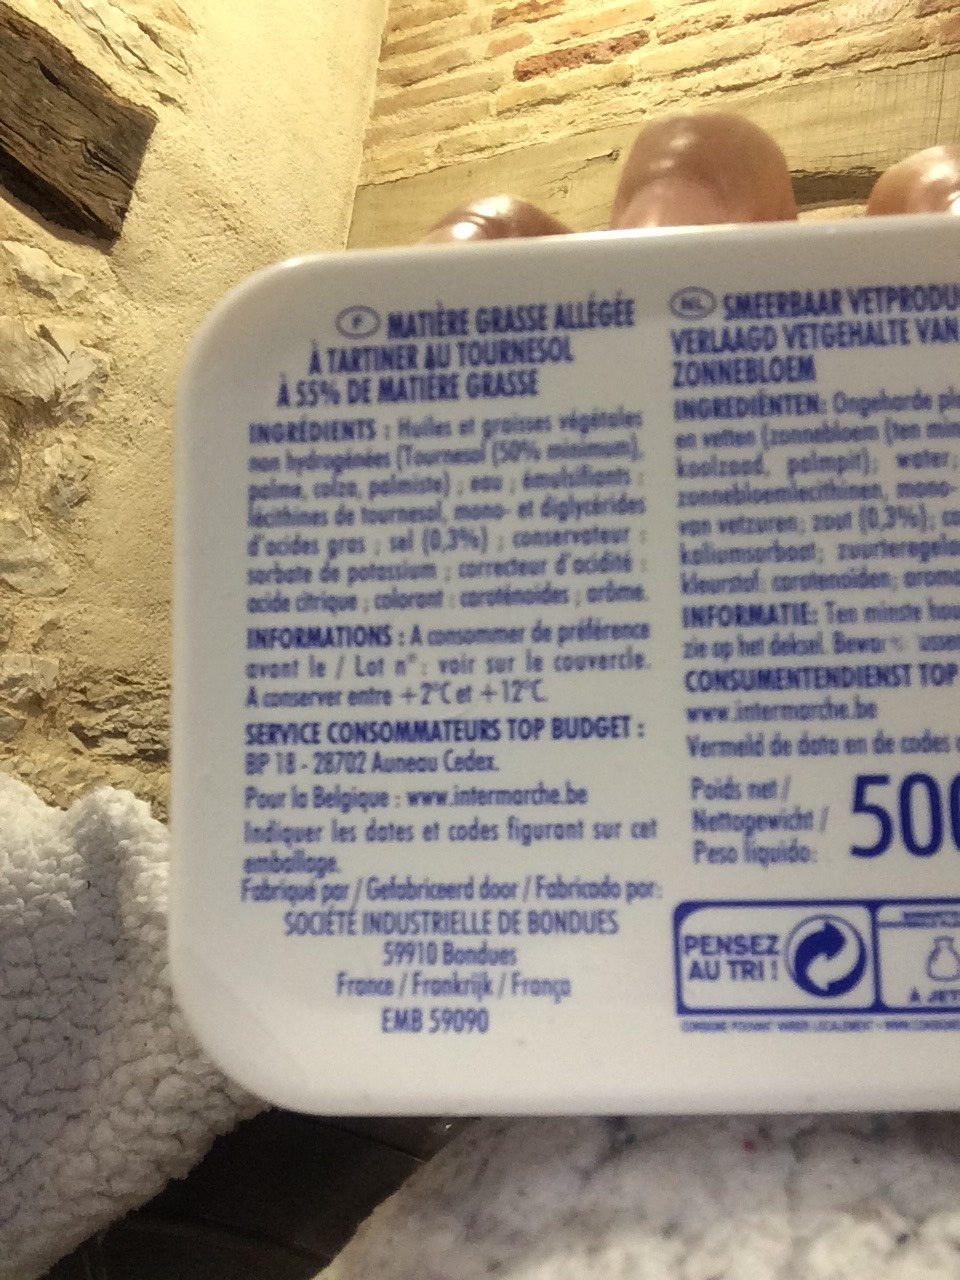 F MATIÈRE GRASSE ALLÉGÉE
À TARTINER AU TOURNESOL
À 55% DE MATIÈRE GRASSE
INGRÉDIENTS : Huiles et graisses végétales
non hydrogénées (Tournesol (50% minimum),
palme, colza, palmiste) ; eau ; émulsifiants :
lécithines de tournesol, mono- et diglycérides
d'acides gras ; sel (0,3%) ; conservateur :
sorbate de potassium ; correcteur d'acidité :
acide citrique ; colorant : caroténoïdes ; arôme.
INFORMATIONS : A consommer de préférence
avant le / Lot n° : voir sur le couvercle.
A conserver entre +2°C et +12°C.
SERVICE CONSOMMATEURS TOP BUDGET :
BP 18 - 28702 Auneau Cedex.
Pour la Belgique : www.intermarche.be
Indiquer les dates et codes figurant sur cet
emballage.
Fabriqué par / Gefabriceerd door / Fabricado por:
SOCIÉTÉ INDUSTRIELLE DE BONDUES
59910 Bondues
France / Frankrijk / França
EMB 59090
NL SMEERBAAR VETPRODU
VERLAAGD VETGEHALTE VAN
ZONNEBLOEM
INGREDIËNTEN: Ongeharde pla
en vetten (zonnebloem (ten min
koolzaad, palmpit); water;
zonnebloemlecithinen, mono-
van vetzuren; zout (0,3%); co
kaliumsorbaat; zuurteregela
kleurstof: carotenoïden; aroma
INFORMATIE: Ten minste hou
zie op het deksel. Bewar tussen
CONSUMENTENDIENST TOP
www.intermarche.be
Vermeld de data en de codes
Poids net /
Nettogewicht /
Peso líquido:
500
PENSEZ
AU TRI !
À JET